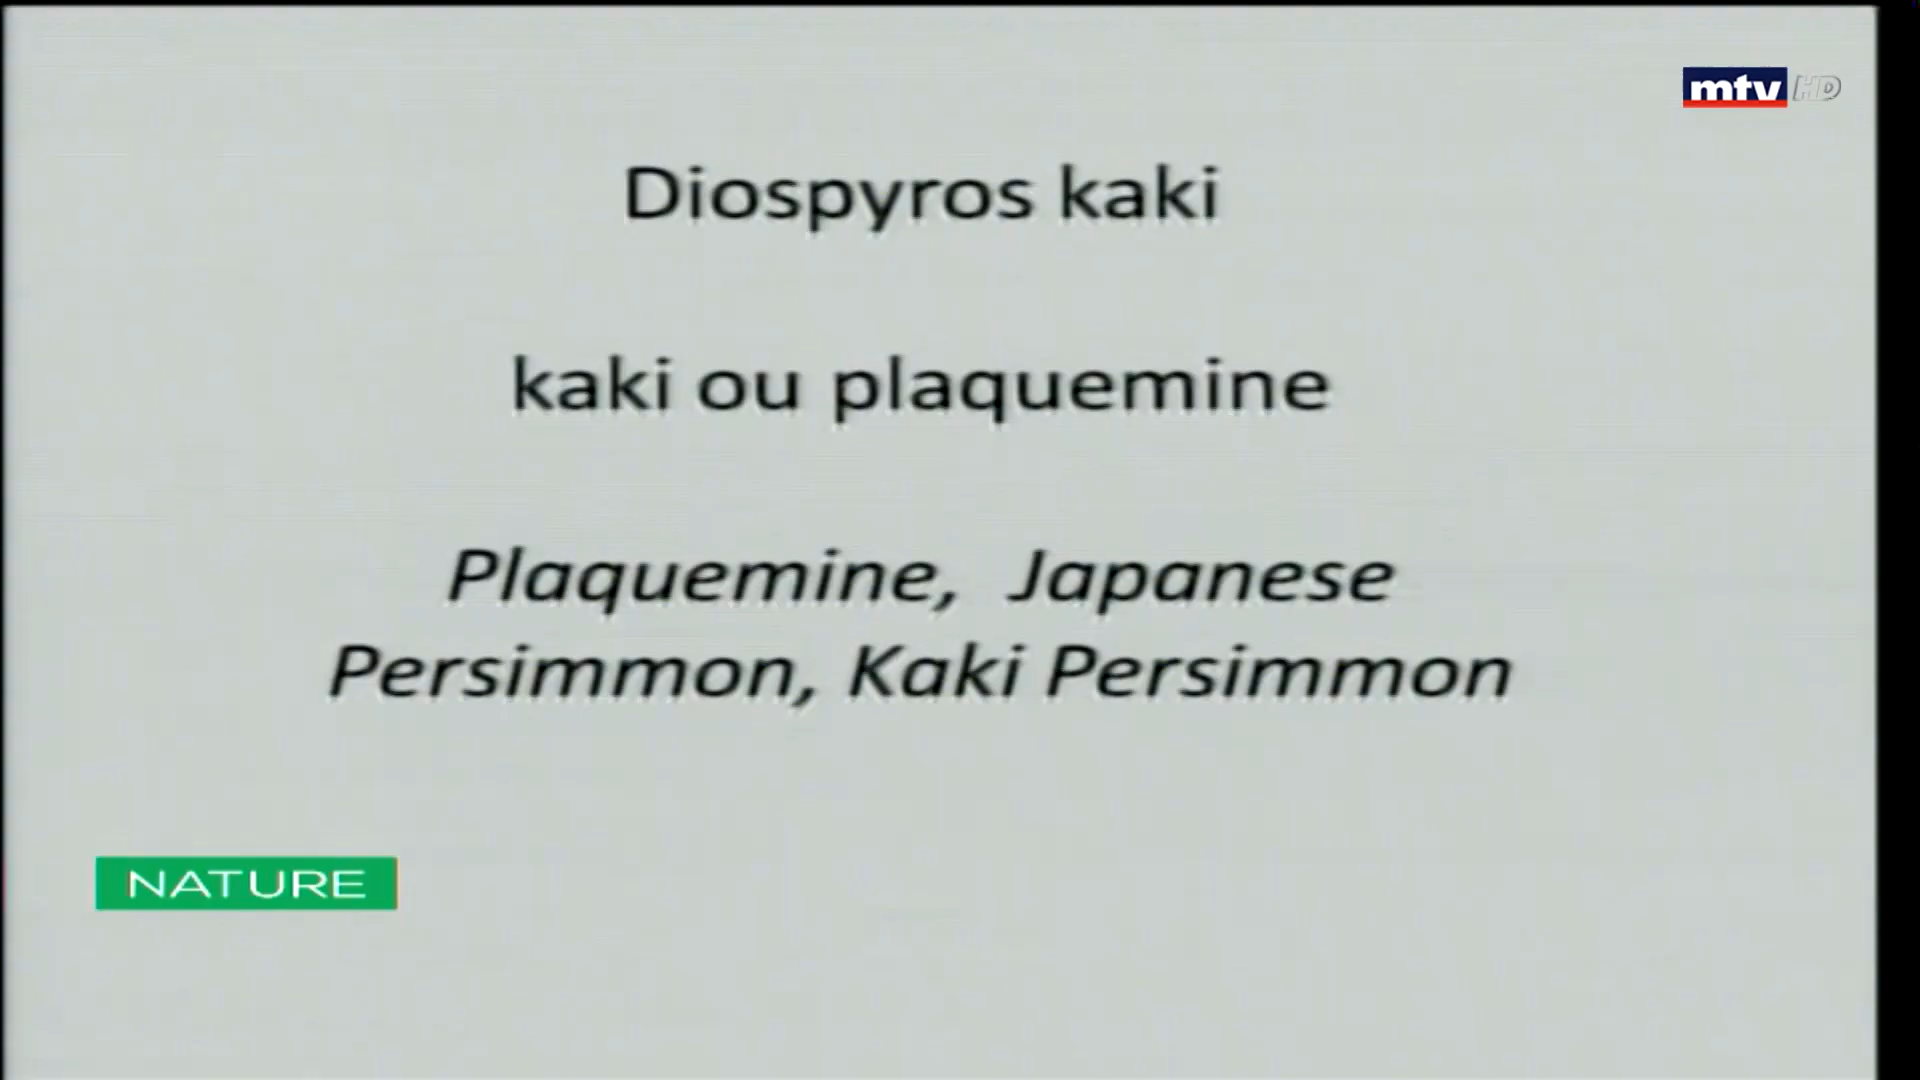 mtv HD
Diospyros kaki
kaki ou plaquemine
Plaquemine, Japanese
Persimmon, Kaki Persimmon
NATURE